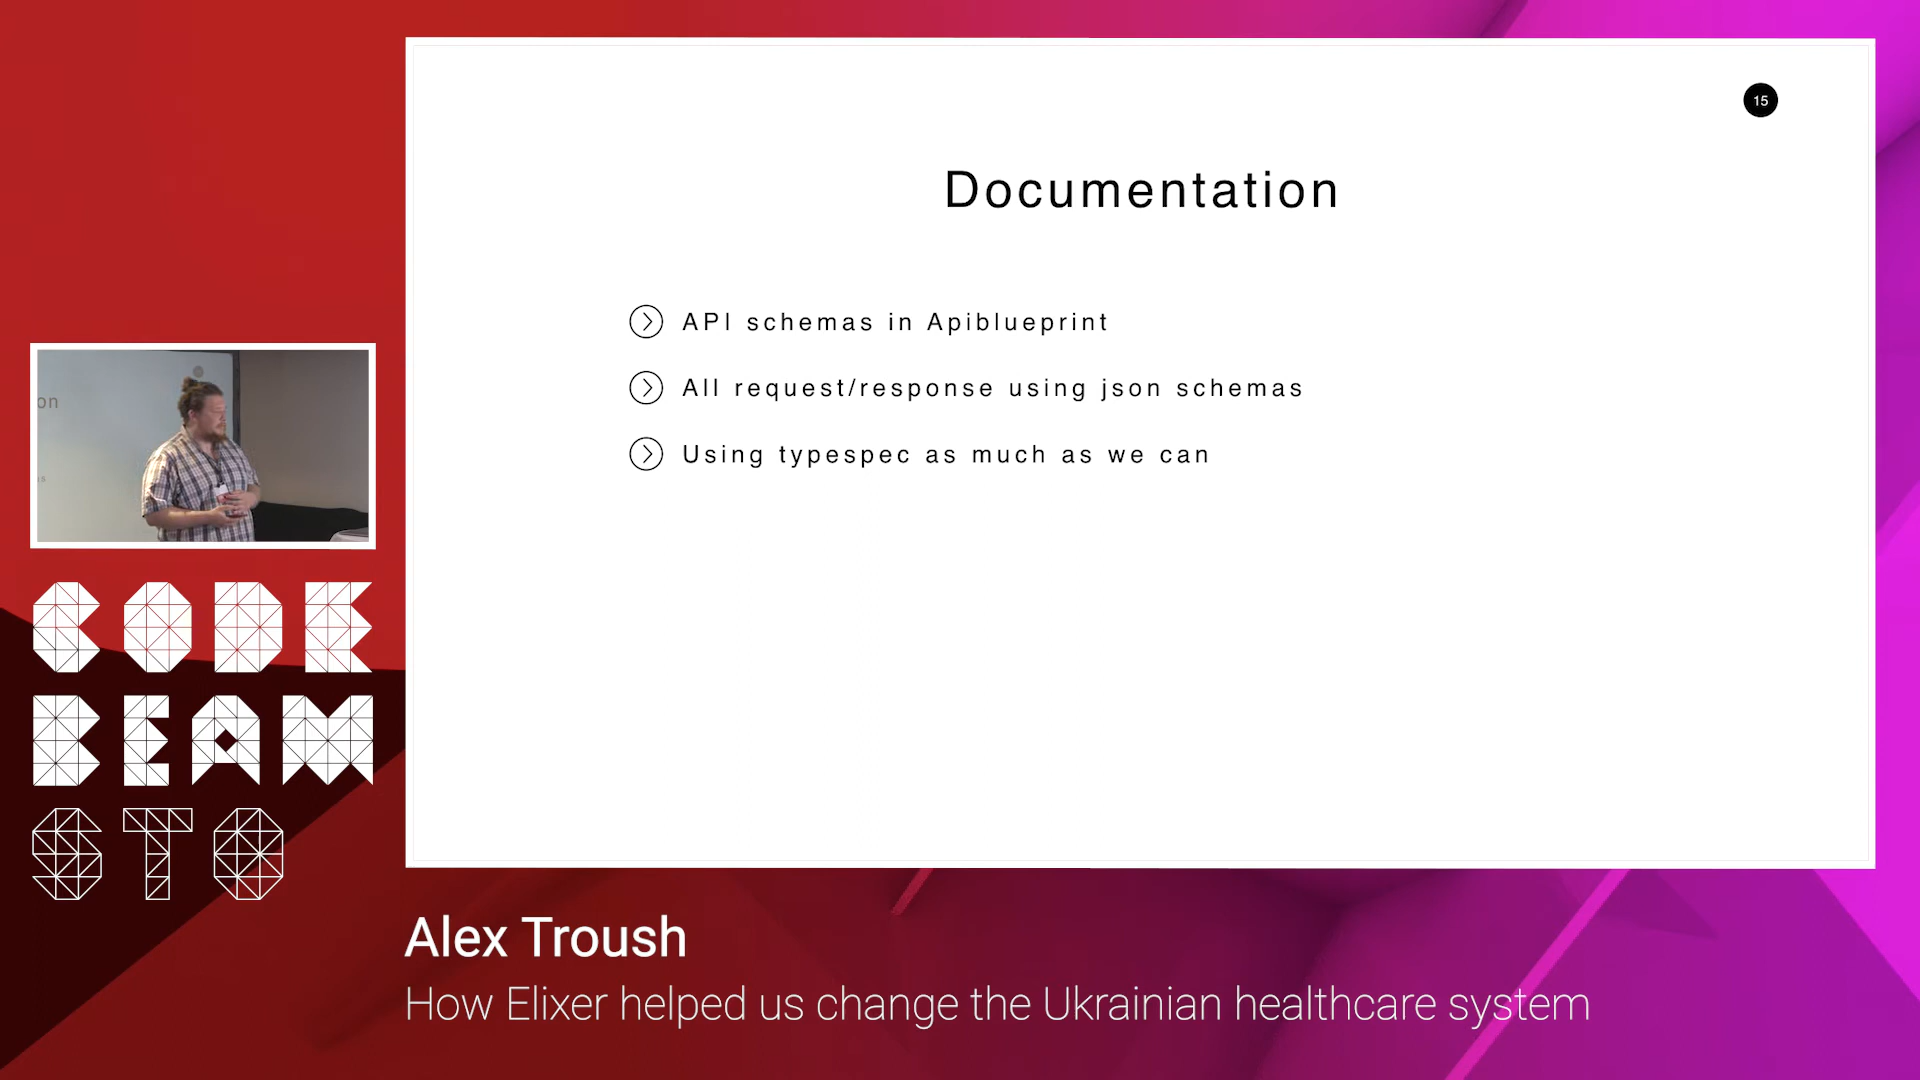 15
Documentation
API schemas in Apiblueprint
All request/response using json schemas
Using typespec as much as we can
on
CODE
BEAM
STO
Alex Troush
How Elixer helped us change the Ukrainian healthcare system